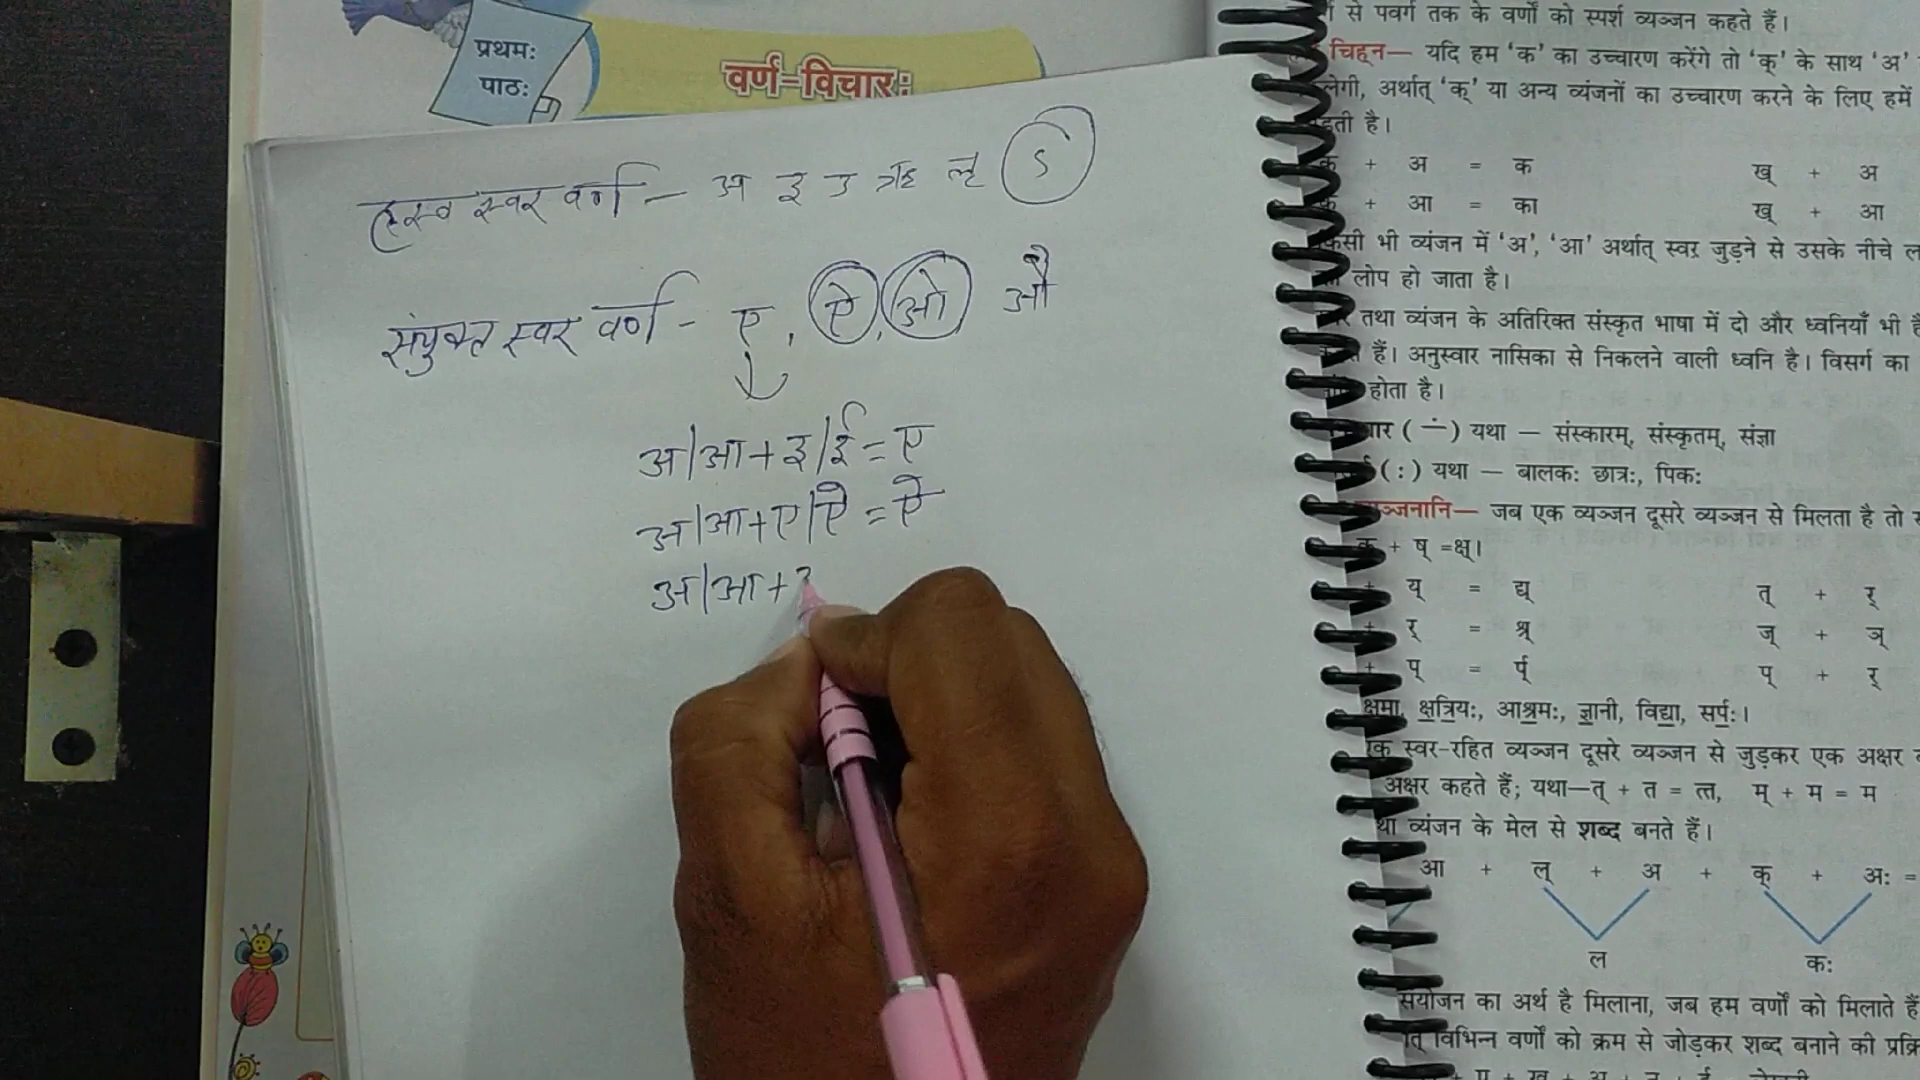 प्रथमः
पाठः
वर्ण-विचारः
ह्रस्व स्वर वर्ण - अ इ उ ऋ लृ 5
संयुक्त स्वर वर्ण - ए, ऐ, ओ औ
अ/आ+इ/ई=ए
अ/आ+ए/ऐ=ऐ
अ/आ+
से पवर्ग तक के वर्णों को स्पर्श व्यञ्जन कहते हैं।
चिह्न— यदि हम 'क' का उच्चारण करेंगे तो 'क्' के साथ 'अ'
लेगी, अर्थात् 'क्' या अन्य व्यंजनों का उच्चारण करने के लिए हमें
ड़ती है।
+ अ = क ख् + अ
+ आ = का ख् + आ
किसी भी व्यंजन में 'अ', 'आ' अर्थात् स्वर जुड़ने से उसके नीचे
लोप हो जाता है।
तथा व्यंजन के अतिरिक्त संस्कृत भाषा में दो और ध्वनियाँ भी
हैं। अनुस्वार नासिका से निकलने वाली ध्वनि है। विसर्ग का
होता है।
(∸) यथा — संस्कारम्, संस्कृतम्, संज्ञा
(:) यथा — बालकः छात्रः, पिकः
व्यञ्जनानि— जब एक व्यञ्जन दूसरे व्यञ्जन से मिलता है तो
क् + ष् =क्ष्।
+ य् = द्य् त् + र्
+ र् = श्र् ज् + ञ्
+ प् = र्प् प् + र्
क्षमा, क्षत्रियः, आश्रमः, ज्ञानी, विद्या, सर्पः।
एक स्वर-रहित व्यञ्जन दूसरे व्यञ्जन से जुड़कर एक अक्षर
अक्षर कहते हैं; यथा—त् + त = त्त, म् + म = म
था व्यंजन के मेल से शब्द बनते हैं।
आ + ल् + अ + क् + अः =
ल कः
संयोजन का अर्थ है मिलाना, जब हम वर्णों को मिलाते हैं
विभिन्न वर्णों को क्रम से जोड़कर शब्द बनाने की